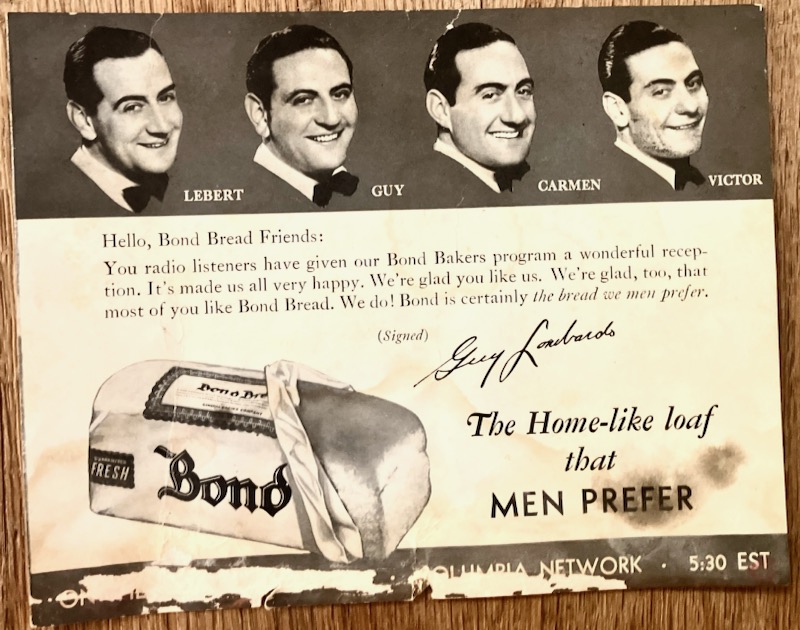 LEBERT GUY CARMEN VICTOR
Hello, Bond Bread Friends:
You radio listeners have given our Bond Bakers program a wonderful recep-
tion. It's made us all very happy. We're glad you like us. We're glad, too, that
most of you like Bond Bread. We do! Bond is certainly the bread we men prefer.
(Signed)
Guy Lombardo
Bond Bre
FRESH
Bond
The Home-like loaf
that
MEN PREFER
COLUMBIA NETWORK · 5:30 EST